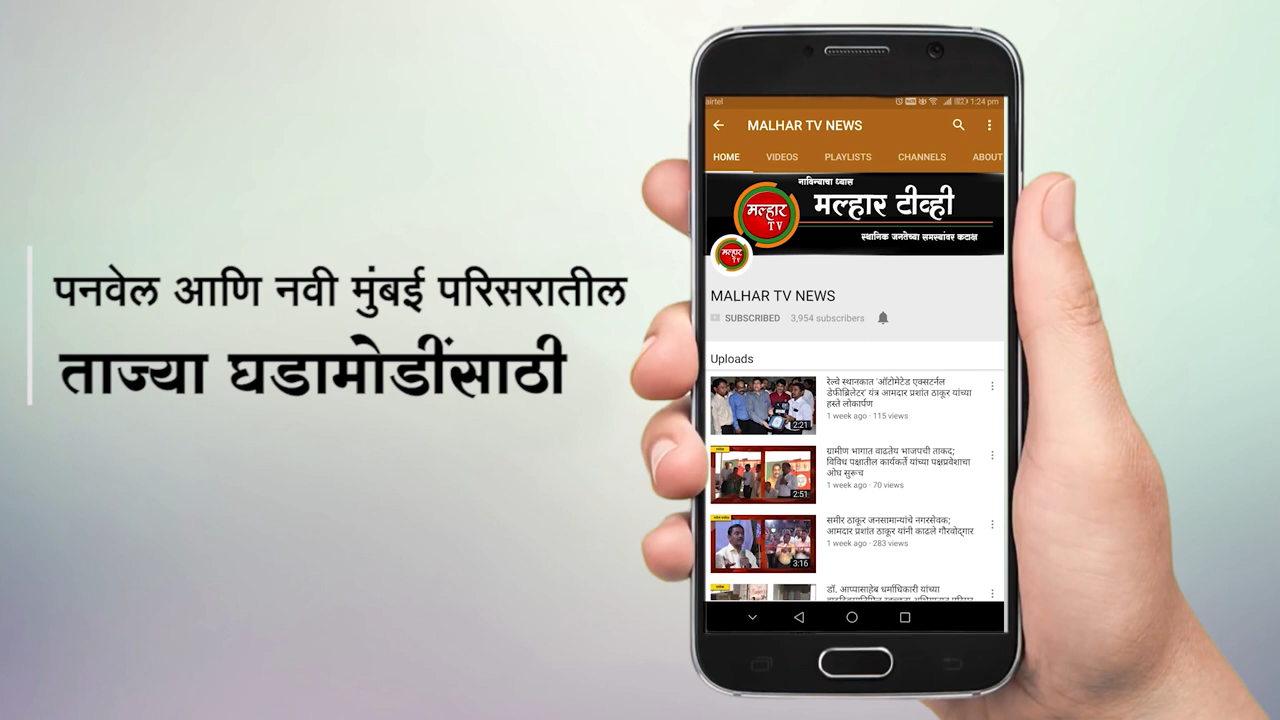 पनवेल आणि नवी मुंबई परिसरातील
ताज्या घडामोडींसाठी
airtel
1:24 pm
MALHAR TV NEWS
HOME VIDEOS PLAYLISTS CHANNELS ABOUT
नाविन्याचा ध्यास
मल्हार टीव्ही
मल्हार
TV
स्थानिक जनतेच्या समस्यांवर कटाक्ष
मल्हार
TV
MALHAR TV NEWS
SUBSCRIBED 3,954 subscribers
Uploads
रेल्वे स्थानकात 'ऑटोमेटेड एक्सटर्नल
डेफीब्रिलेटर' यंत्र आमदार प्रशांत ठाकूर यांच्या
हस्ते लोकार्पण
1 week ago · 115 views
2:21
ग्रामीण भागात वाढतेय भाजपची ताकद;
विविध पक्षातील कार्यकर्ते यांच्या पक्षप्रवेशाचा
ओघ सुरूच
1 week ago · 70 views
2:51
समीर ठाकूर जनसामान्यांचे नगरसेवक;
आमदार प्रशांत ठाकूर यांनी काढले गौरवोद्गार
1 week ago · 283 views
3:16
डॉ. आप्पासाहेब धर्माधिकारी यांच्या